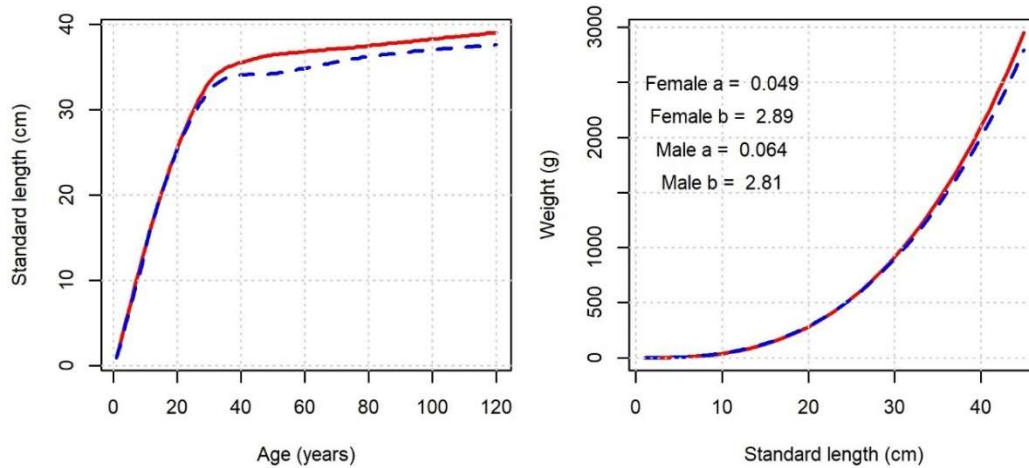 Standard length (cm)
40
30
20
10
0
0 20 40 60 80 100 120
Age (years)
Weight (g)
3000
2000
1000
500
0
Female a = 0.049
Female b = 2.89
Male a = 0.064
Male b = 2.81
0 10 20 30 40
Standard length (cm)